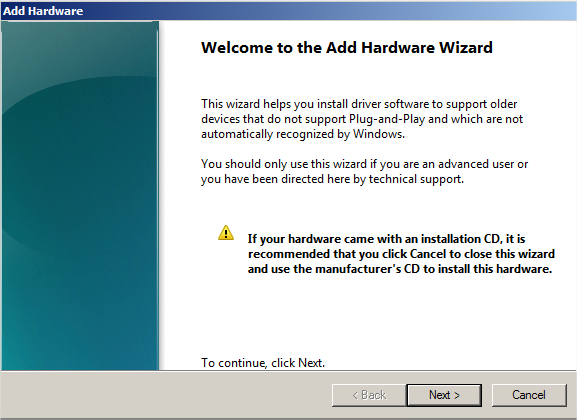 Add Hardware
Welcome to the Add Hardware Wizard
This wizard helps you install driver software to support older
devices that do not support Plug-and-Play and which are not
automatically recognized by Windows.
You should only use this wizard if you are an advanced user or
you have been directed here by technical support.
If your hardware came with an installation CD, it is
recommended that you click Cancel to close this wizard
and use the manufacturer's CD to install this hardware.
To continue, click Next.
< Back
Next >
Cancel